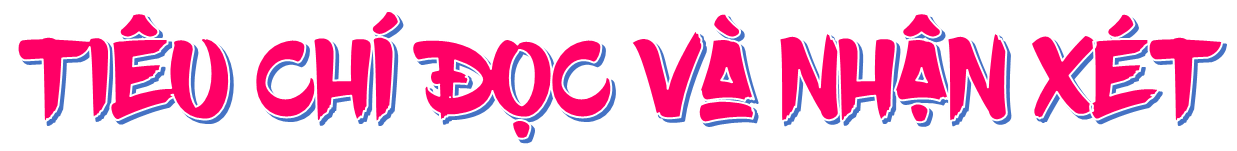 TIÊU CHÍ ĐỌC VÀ NHẬN XÉT